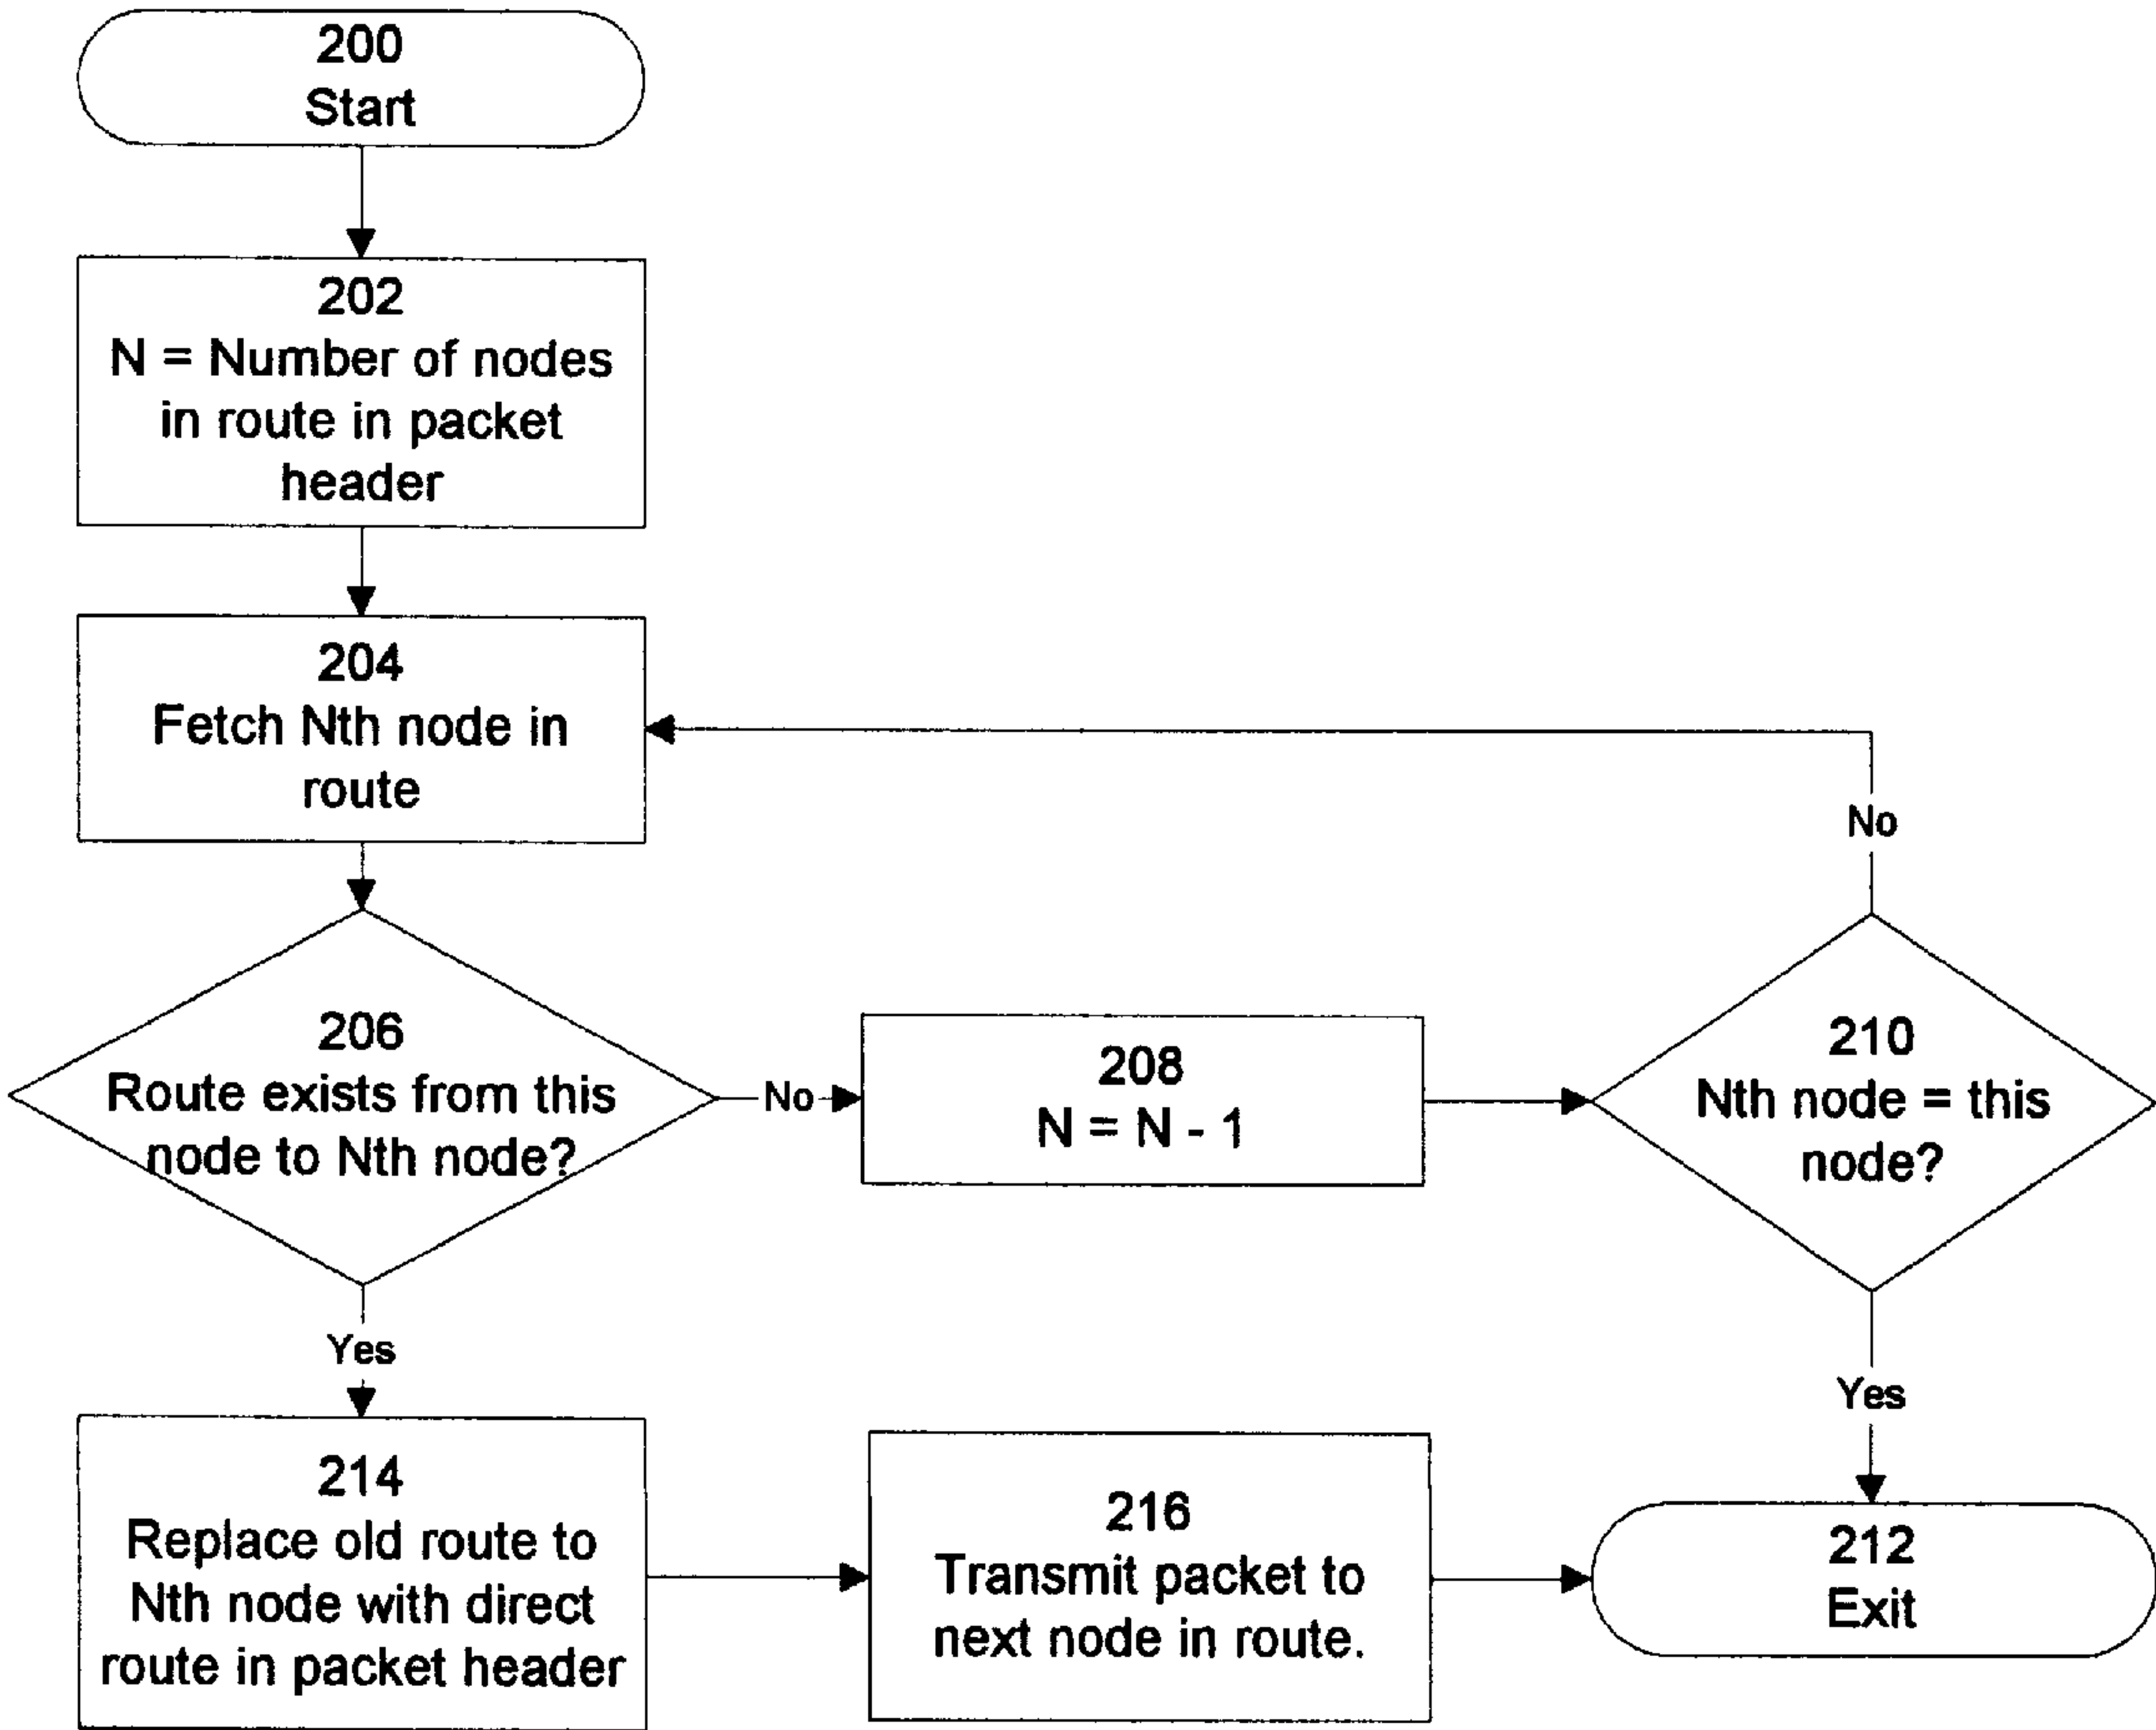 200
Start
202
N = Number of nodes
in route in packet
header
204
Fetch Nth node in
route
No
206
Route exists from this
node to Nth node?
No
208
N = N - 1
210
Nth node = this
node?
Yes
Yes
214
Replace old route to
Nth node with direct
route in packet header
216
Transmit packet to
next node in route.
212
Exit